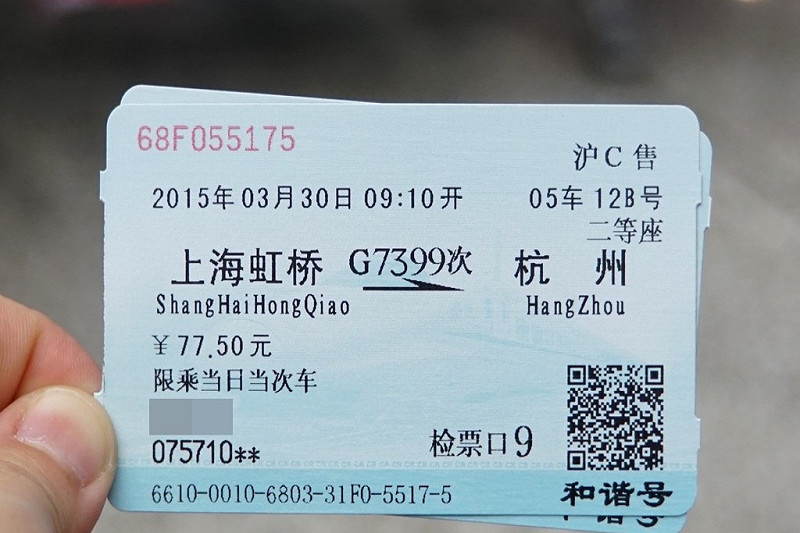 68F055175
沪C售
2015年03月30日09:10开 05车12B号
二等座
上海虹桥 G7399次 杭州
ShangHaiHongQiao HangZhou
¥77.50元
限乘当日当次车
075710** 检票口9
6610-0010-6803-31F0-5517-5 和谐号